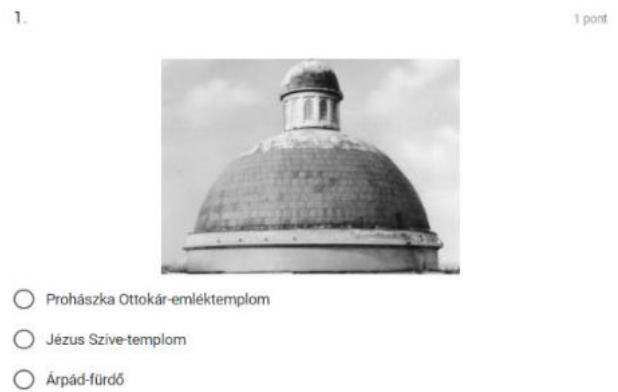 1.
1 pont
Prohászka Ottokár-emléktemplom
Jézus Szíve-templom
Árpád-fürdő